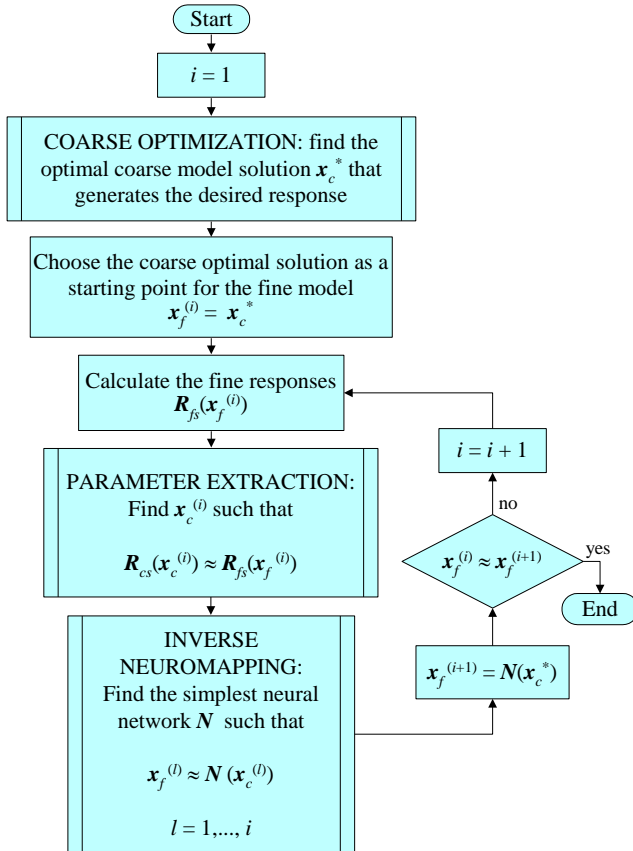 Start
i = 1
COARSE OPTIMIZATION: find the
optimal coarse model solution x_c^* that
generates the desired response
Choose the coarse optimal solution as a
starting point for the fine model
x_f^(i) = x_c^*
Calculate the fine responses
R_fs(x_f^(i))
PARAMETER EXTRACTION:
Find x_c^(i) such that
R_cs(x_c^(i)) ≈ R_fs(x_f^(i))
INVERSE
NEUROMAPPING:
Find the simplest neural
network N such that
x_f^(l) ≈ N (x_c^(l))
l = 1,..., i
x_f^(i+1) = N(x_c^*)
x_f^(i) ≈ x_f^(i+1)
no
yes
i = i + 1
End